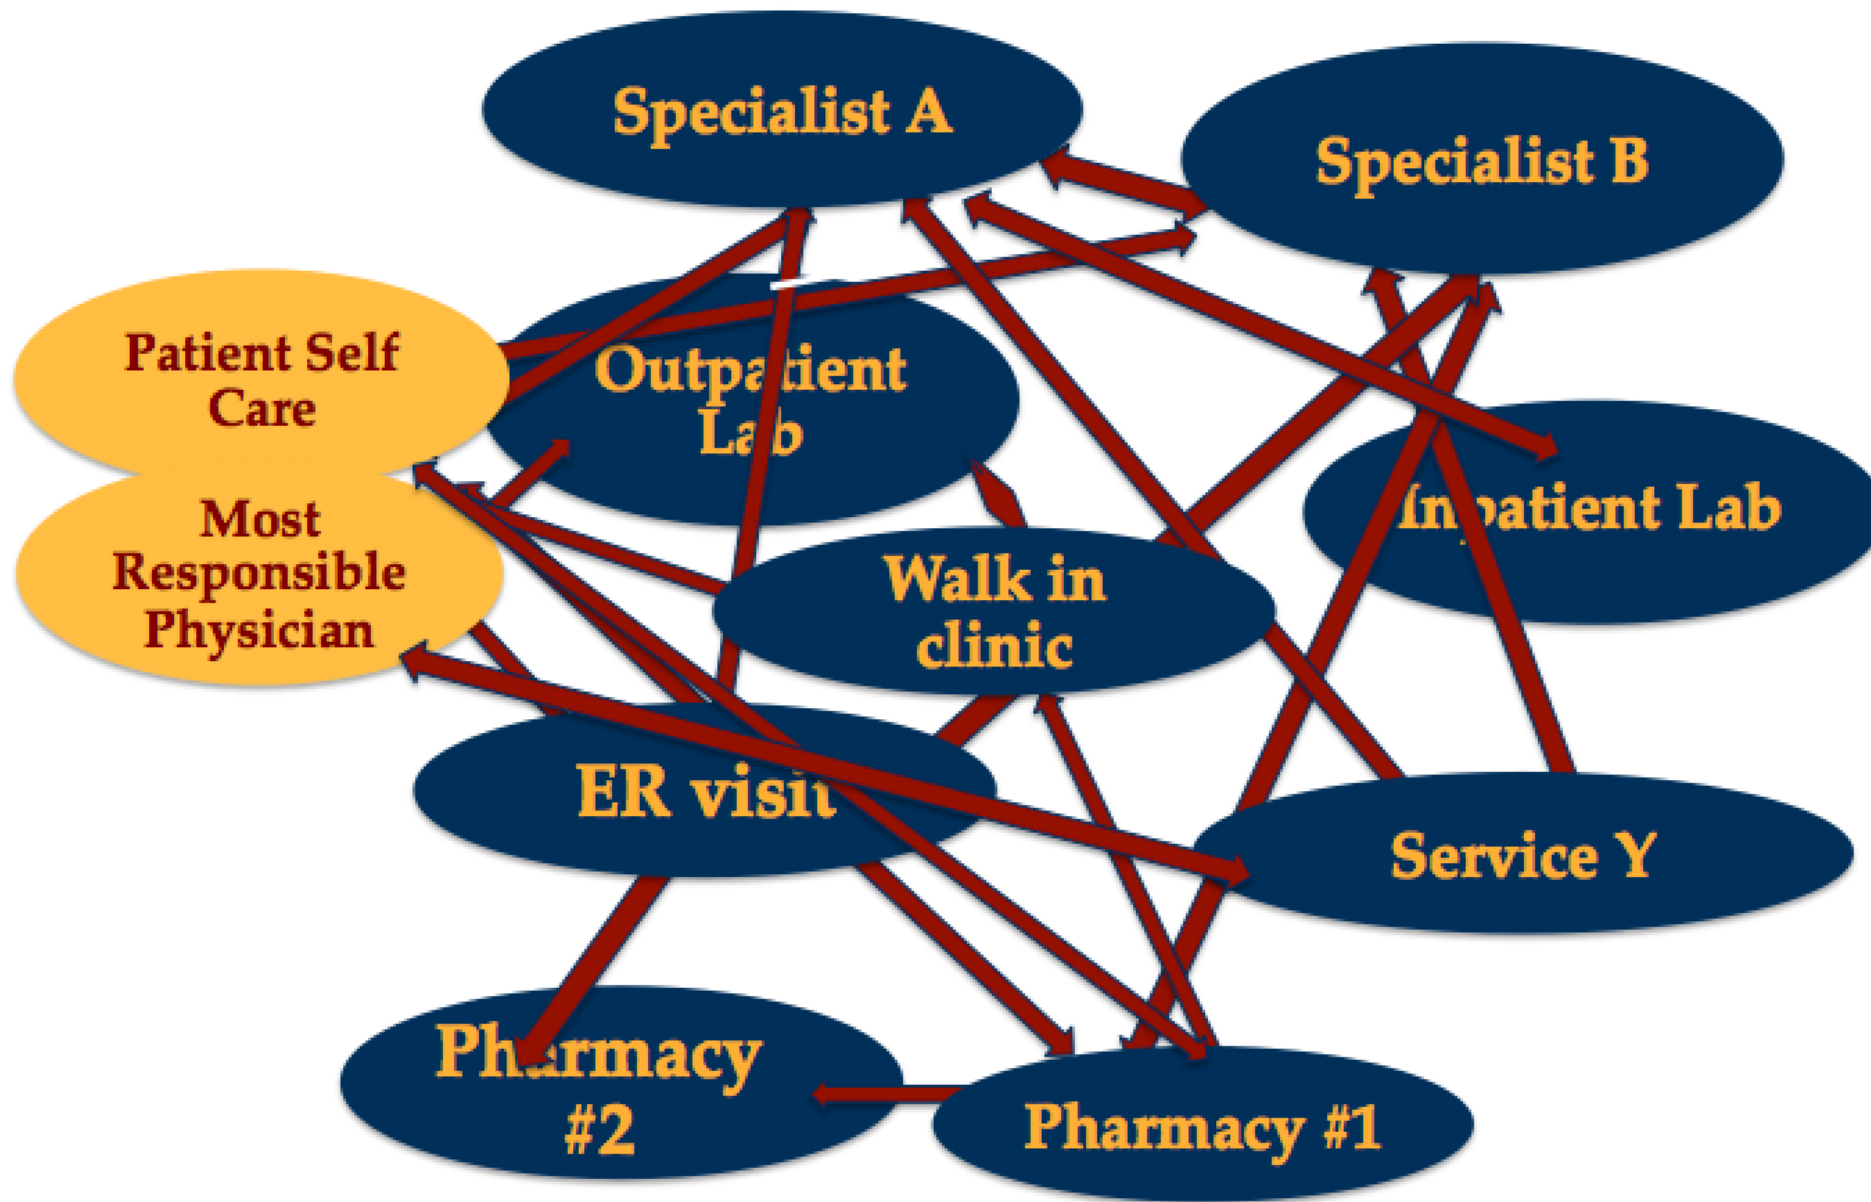 Specialist A
Specialist B
Patient Self
Care
Outpatient
Lab
Most
Responsible
Physician
Inpatient Lab
Walk in
clinic
ER visit
Service Y
Pharmacy
#2
Pharmacy #1